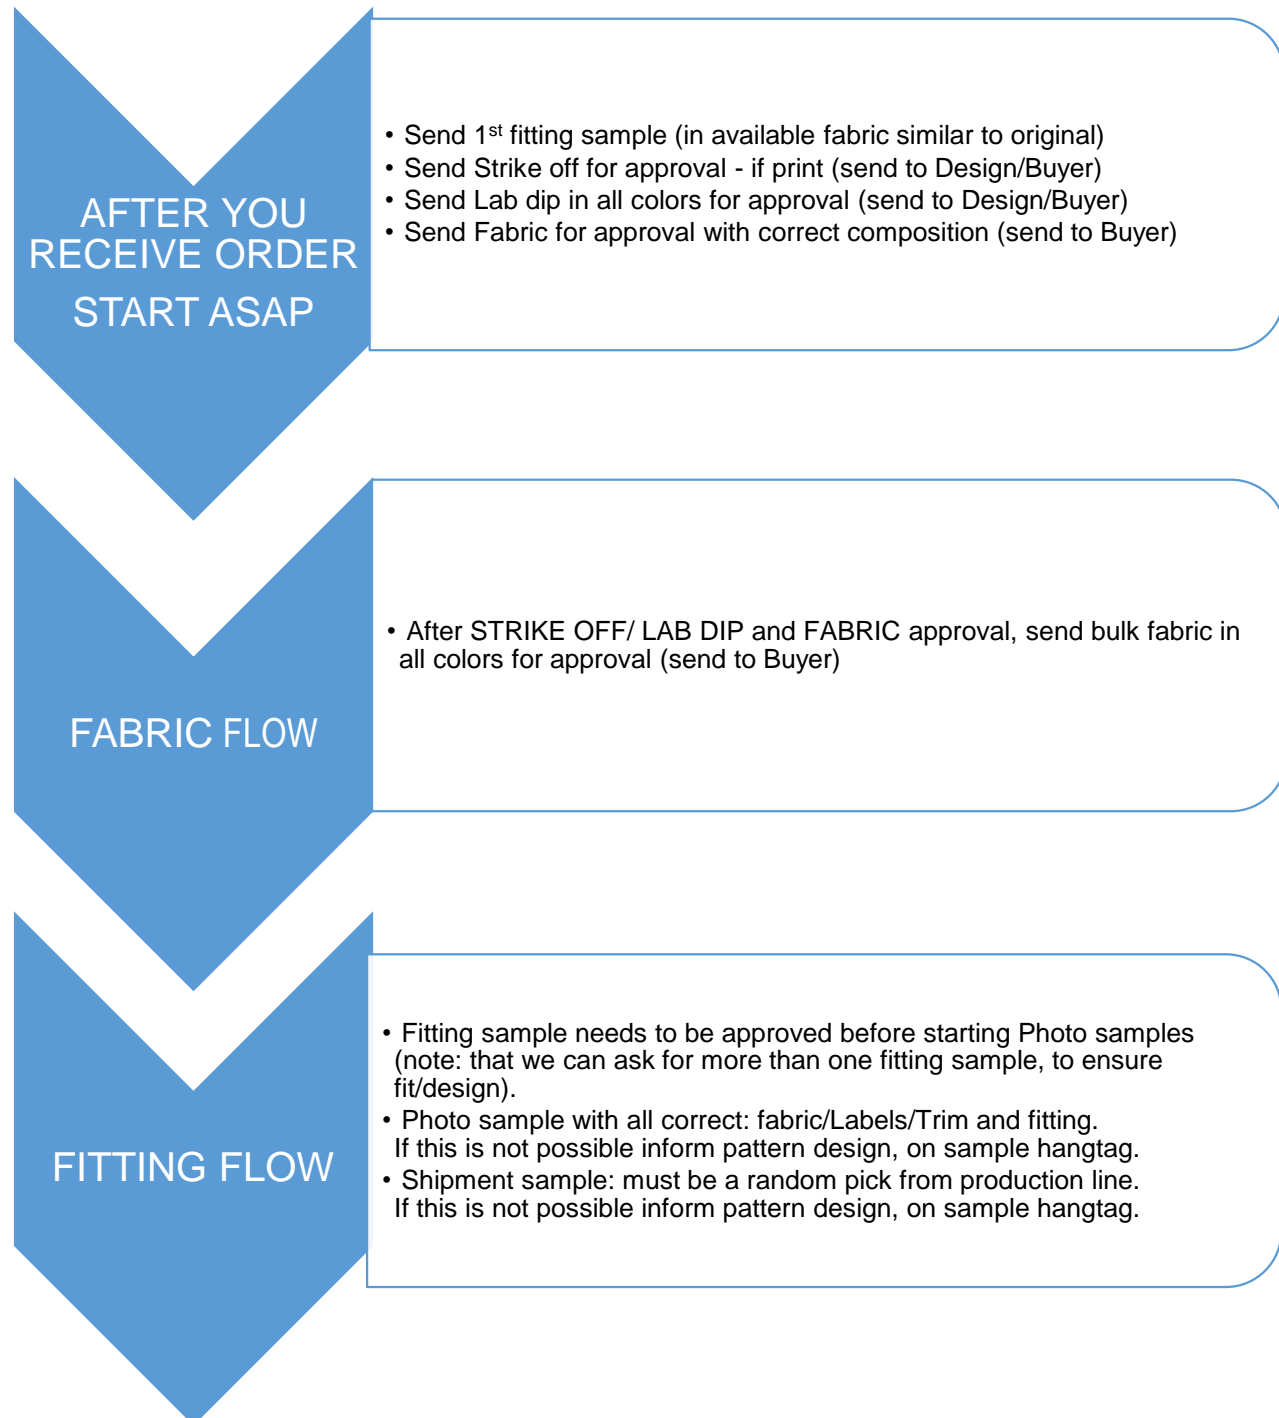 AFTER YOU
RECEIVE ORDER
START ASAP
• Send 1st fitting sample (in available fabric similar to original)
• Send Strike off for approval - if print (send to Design/Buyer)
• Send Lab dip in all colors for approval (send to Design/Buyer)
• Send Fabric for approval with correct composition (send to Buyer)
FABRIC FLOW
• After STRIKE OFF/ LAB DIP and FABRIC approval, send bulk fabric in
all colors for approval (send to Buyer)
FITTING FLOW
• Fitting sample needs to be approved before starting Photo samples
(note: that we can ask for more than one fitting sample, to ensure
fit/design).
• Photo sample with all correct: fabric/Labels/Trim and fitting.
If this is not possible inform pattern design, on sample hangtag.
• Shipment sample: must be a random pick from production line.
If this is not possible inform pattern design, on sample hangtag.